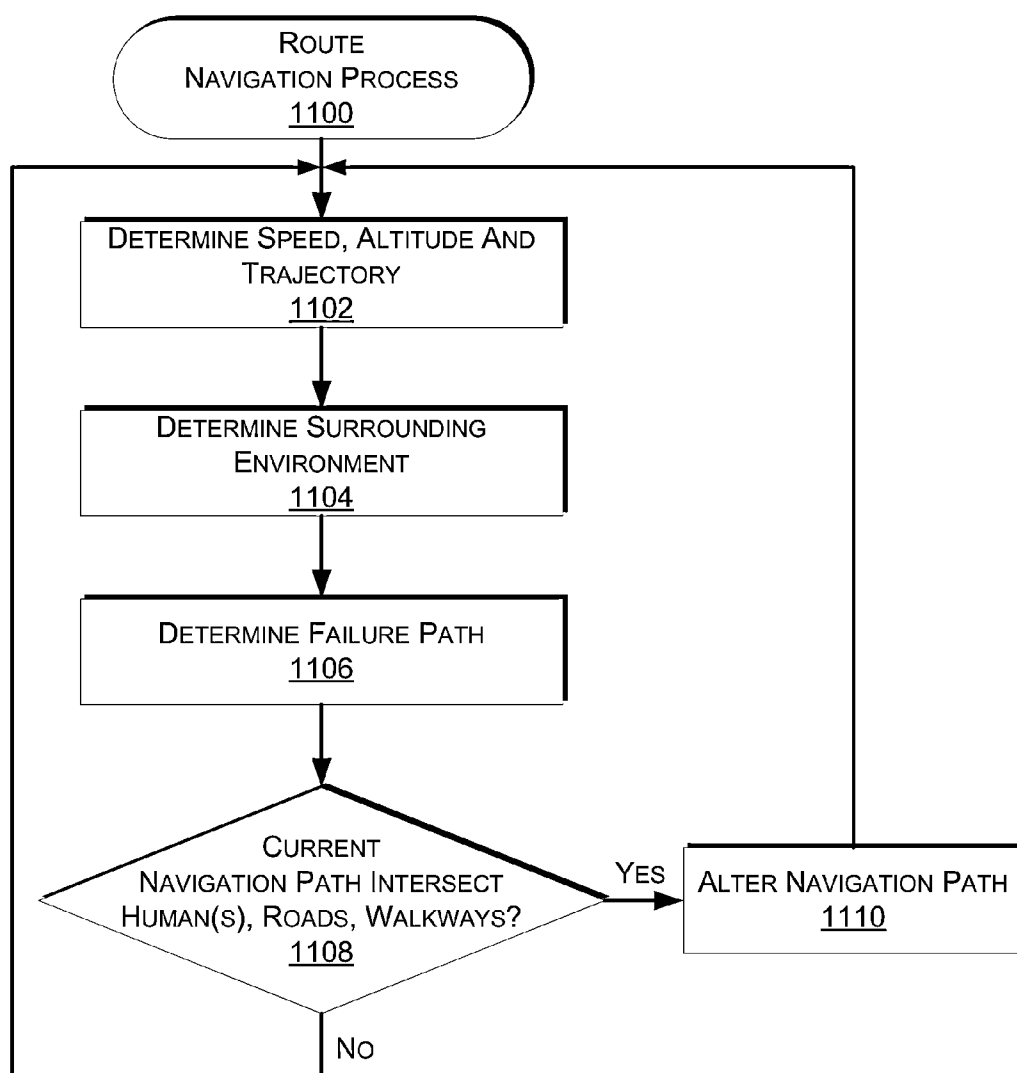 ROUTE
NAVIGATION PROCESS
1100
DETERMINE SPEED, ALTITUDE AND
TRAJECTORY
1102
DETERMINE SURROUNDING
ENVIRONMENT
1104
DETERMINE FAILURE PATH
1106
CURRENT
NAVIGATION PATH INTERSECT
HUMAN(S), ROADS, WALKWAYS?
1108
YES
ALTER NAVIGATION PATH
1110
NO